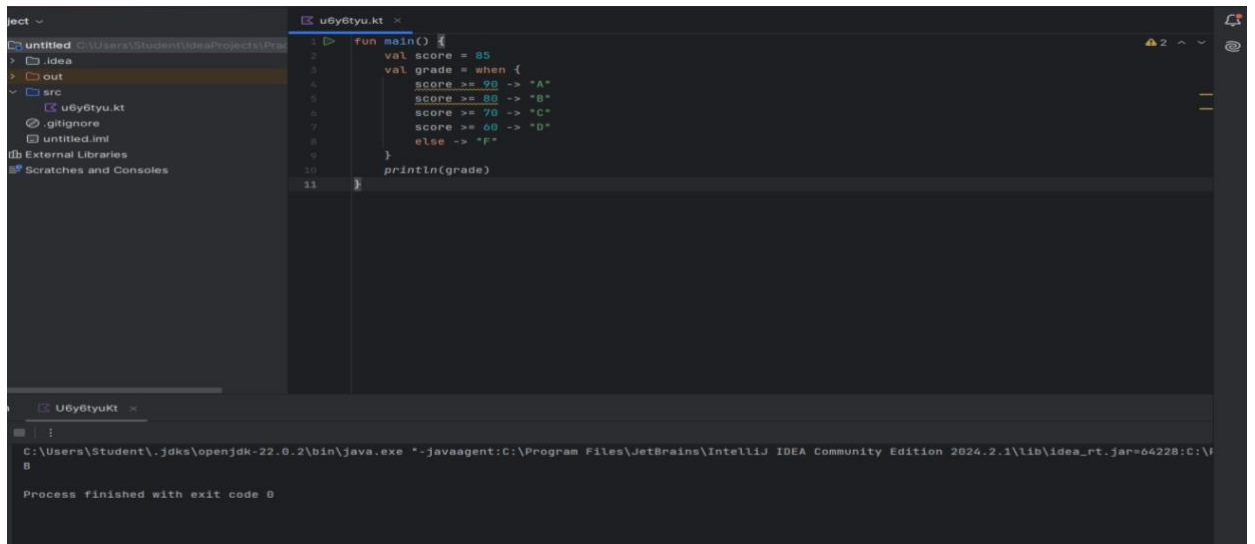 ject
u6y6tyu.kt
untitled C:\Users\Student\IdeaProjects\Prac
.idea
out
src
u6y6tyu.kt
.gitignore
untitled.iml
External Libraries
Scratches and Consoles
2
1 fun main() {
2 val score = 85
3 val grade = when {
4 score >= 90 -> "A"
5 score >= 80 -> "B"
6 score >= 70 -> "C"
7 score >= 60 -> "D"
8 else -> "F"
9 }
10 println(grade)
11 }
U6y6tyuKt
C:\Users\Student\.jdks\openjdk-22.0.2\bin\java.exe "-javaagent:C:\Program Files\JetBrains\IntelliJ IDEA Community Edition 2024.2.1\lib\idea_rt.jar=64228:C:\
B
Process finished with exit code 0